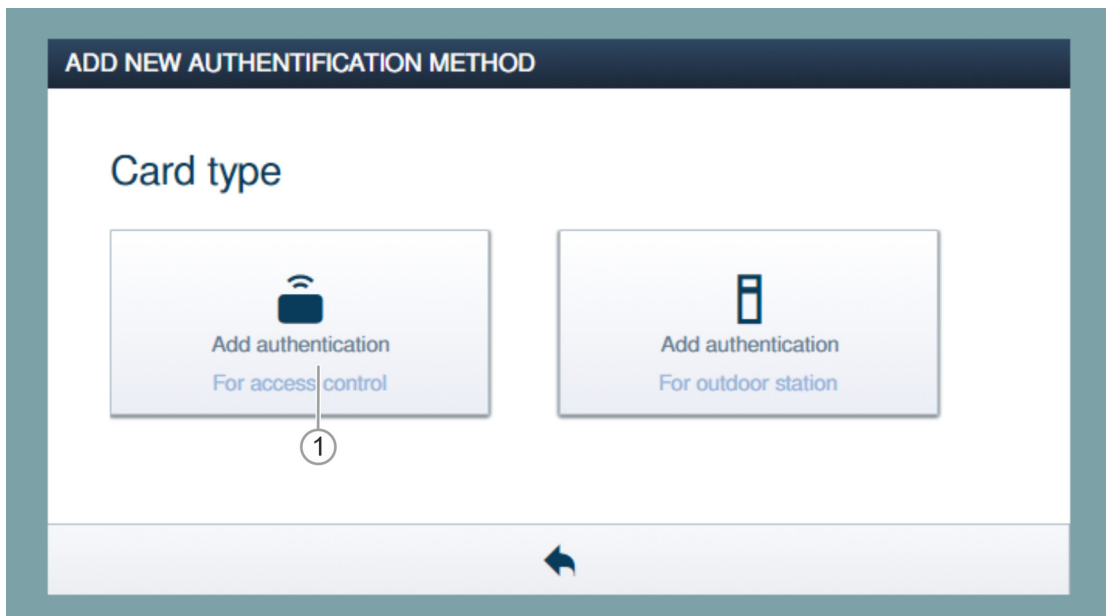 ADD NEW AUTHENTIFICATION METHOD
Card type
Add authentication
For access control
Add authentication
For outdoor station
1